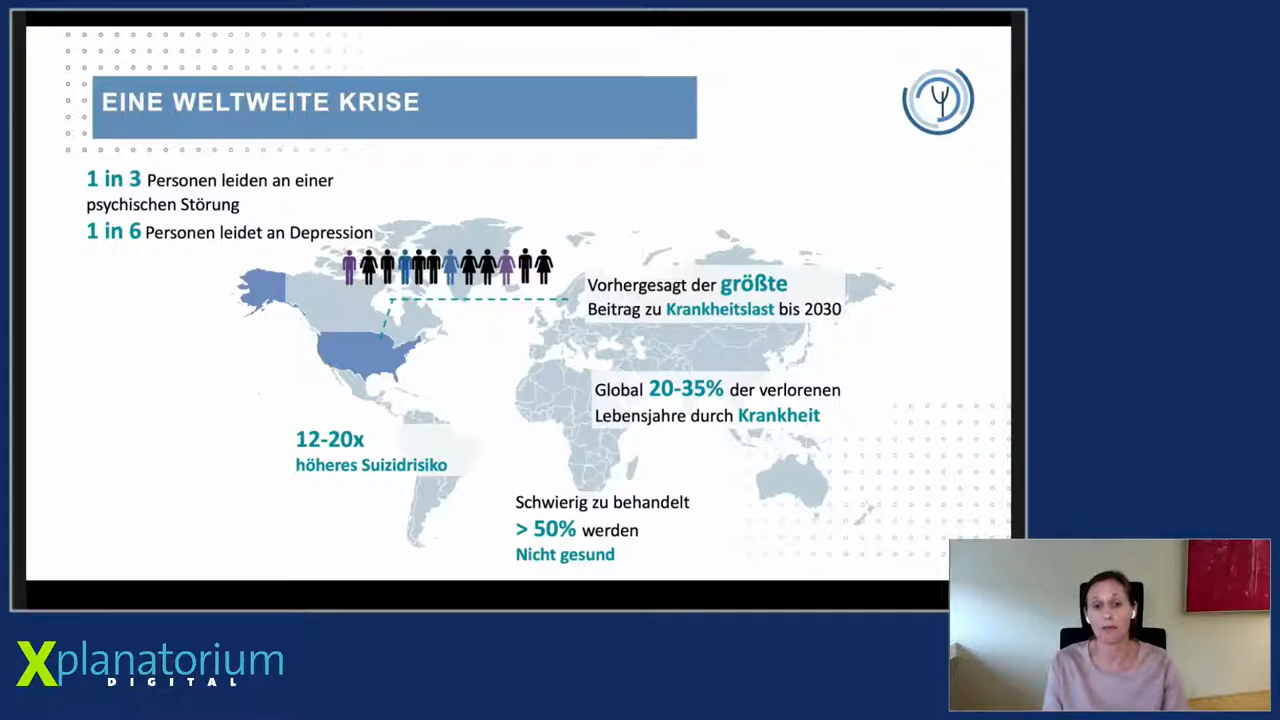 EINE WELTWEITE KRISE
1 in 3 Personen leiden an einer
psychischen Störung
1 in 6 Personen leidet an Depression
Vorhergesagt der größte
Beitrag zu Krankheitslast bis 2030
Global 20-35% der verlorenen
Lebensjahre durch Krankheit
12-20x
höheres Suizidrisiko
Schwierig zu behandelt
> 50% werden
Nicht gesund
Xplanatorium
DIGITAL